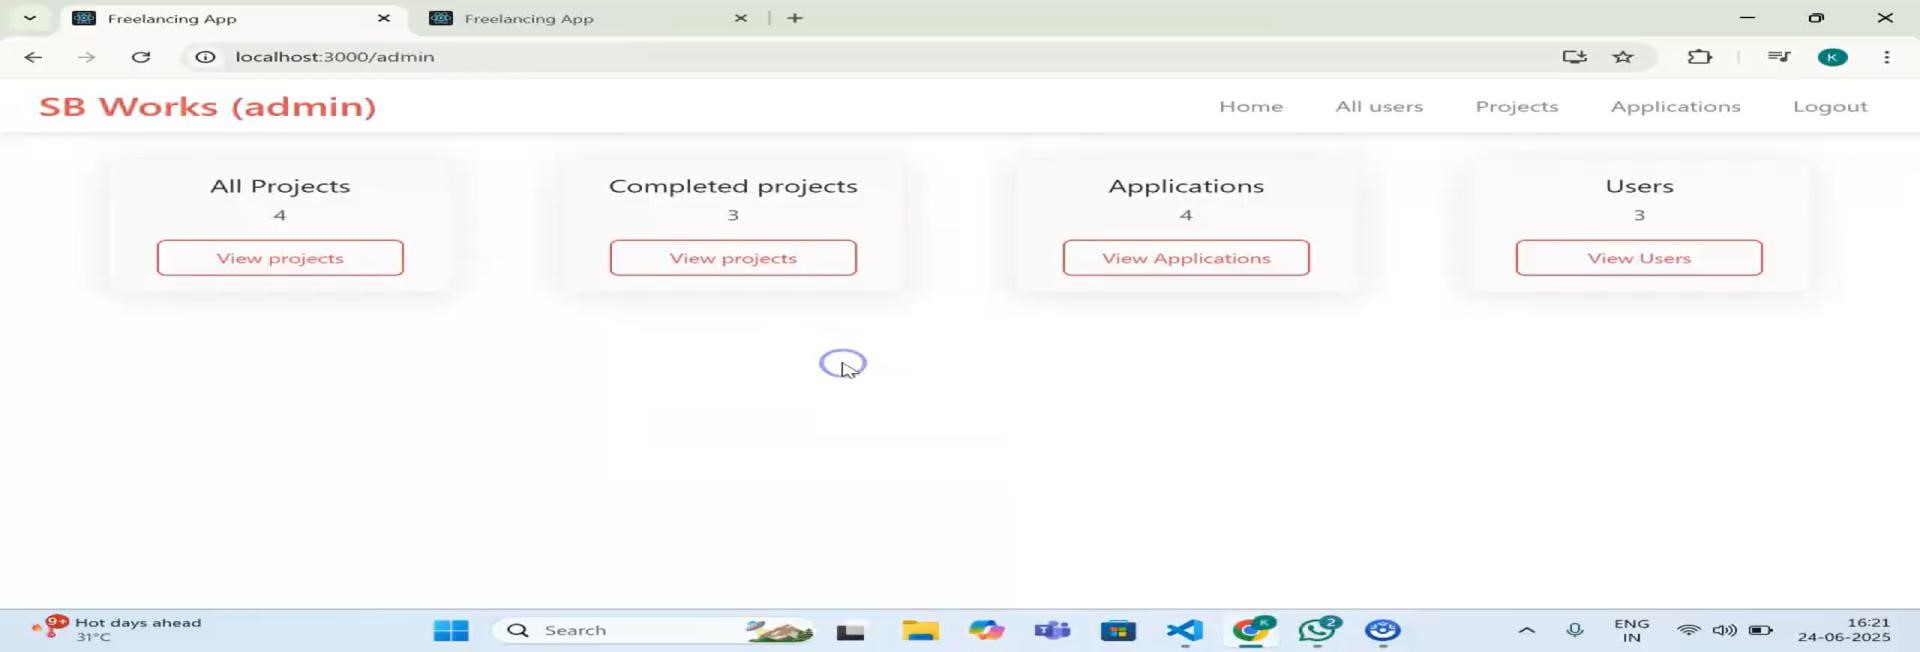 Freelancing App
Freelancing App
localhost:3000/admin
K
SB Works (admin)
Home All users Projects Applications Logout
All Projects
4
View projects
Completed projects
3
View projects
Applications
4
View Applications
Users
3
View Users
9+
Hot days ahead
31°C
Search
K
2
ENG
IN
16:21
24-06-2025